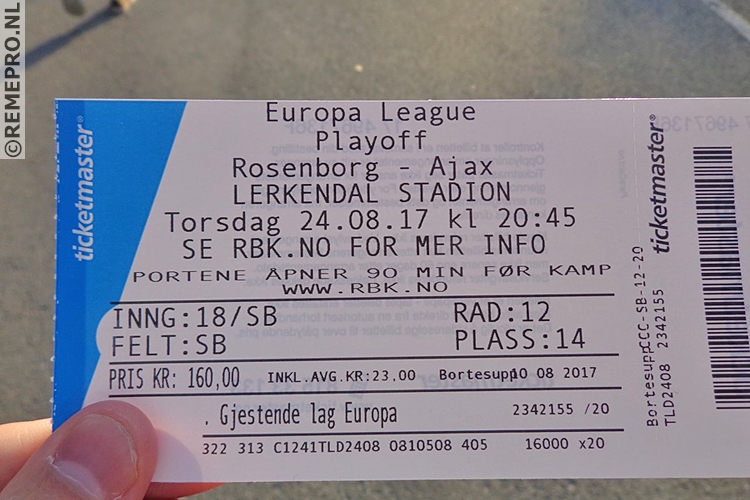 ©REMEPRO.NL
ticketmaster®
Europa League
Playoff
Rosenborg - Ajax
LERKENDAL STADION
Torsdag 24.08.17 kl 20:45
SE RBK.NO FOR MER INFO
PORTENE ÅPNER 90 MIN FØR KAMP
WWW.RBK.NO
INNG:18/SB RAD:12
FELT:SB PLASS:14
PRIS KR: 160,00 INKL.AVG.KR:23,00 Bortesupp10 08 2017
. Gjestende lag Europa 2342155 /20
322 313 C1241TLD2408 0810508 405 16000 x20
BortesuppCCC-SB-12-20
TLD2408 2342155
ticketmaster®